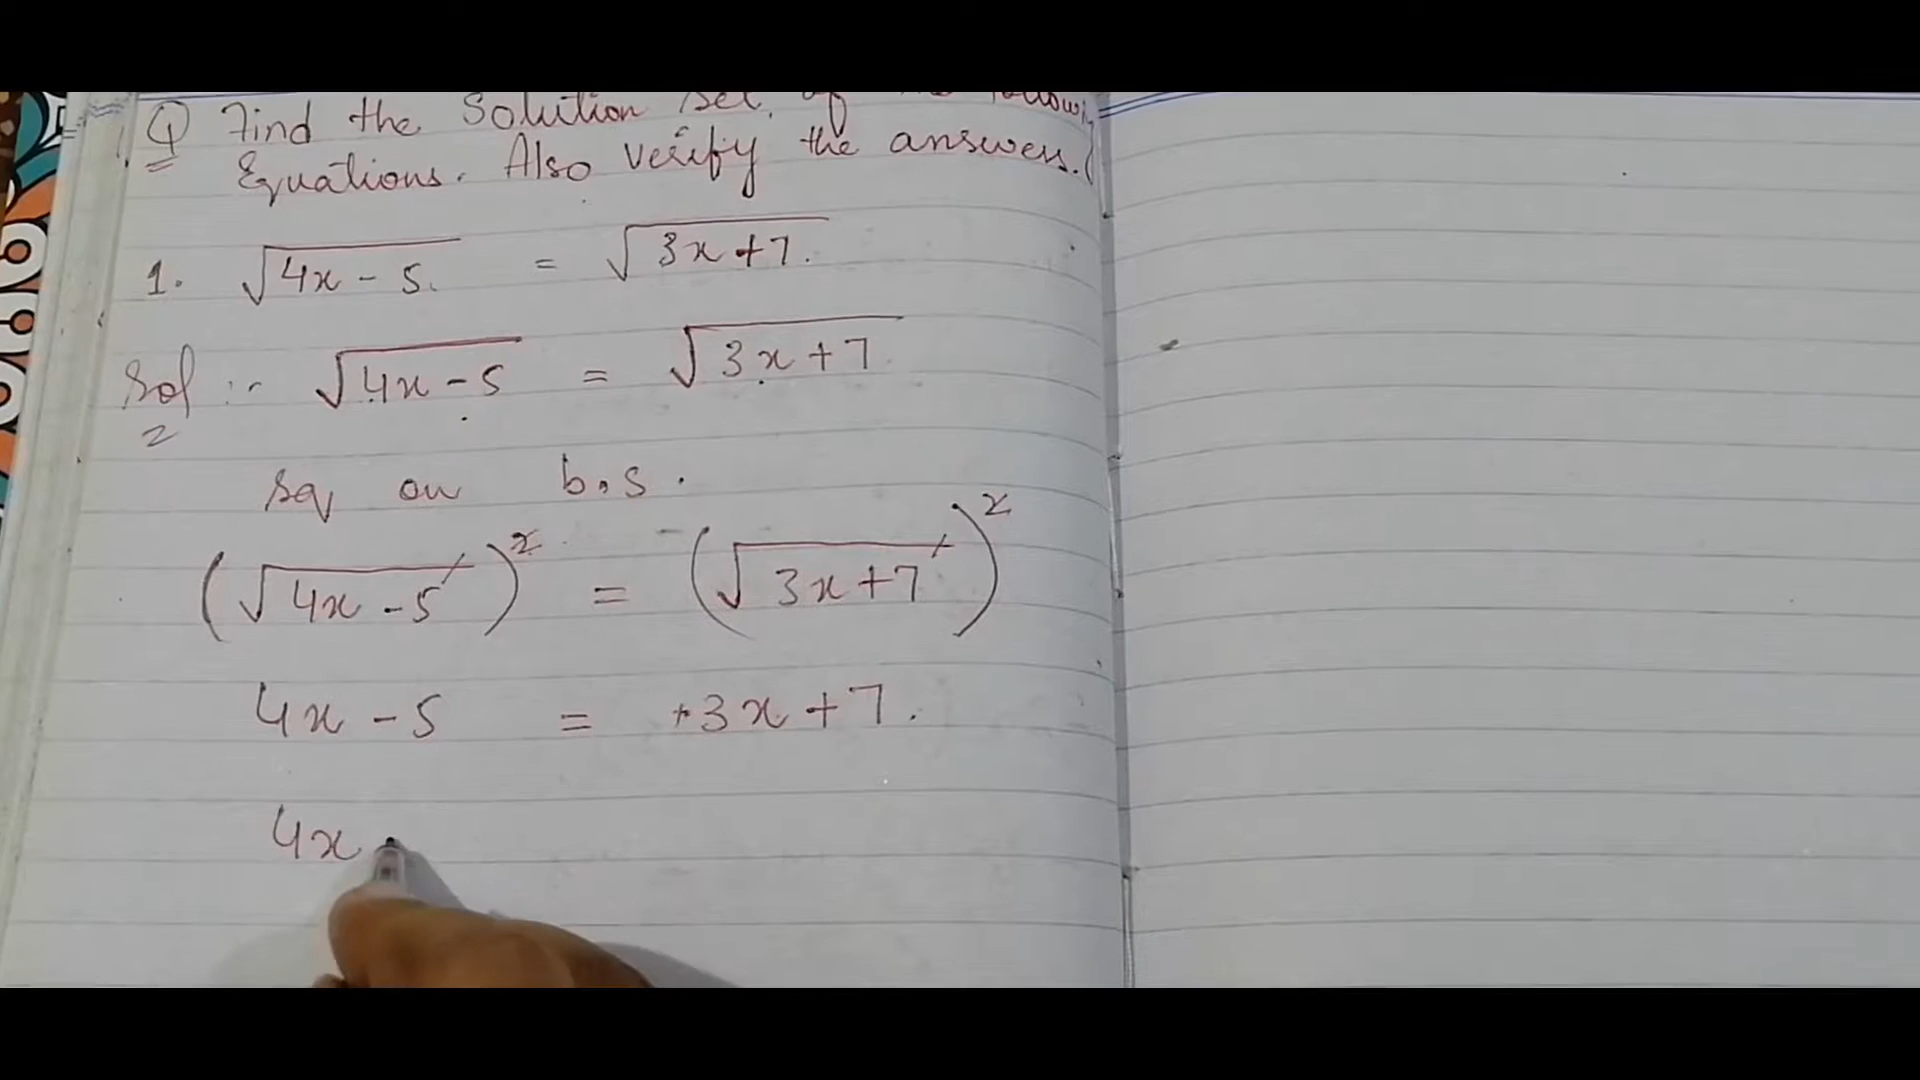 Q Find the Solution Set of the following
Equations. Also verify the answers.
1. √4x - 5 = √3x+7.
Sol :- √4x - 5 = √3x+7
sq on b.s.
(√4x - 5)² = (√3x+7)²
4x - 5 = +3x+7.
4x